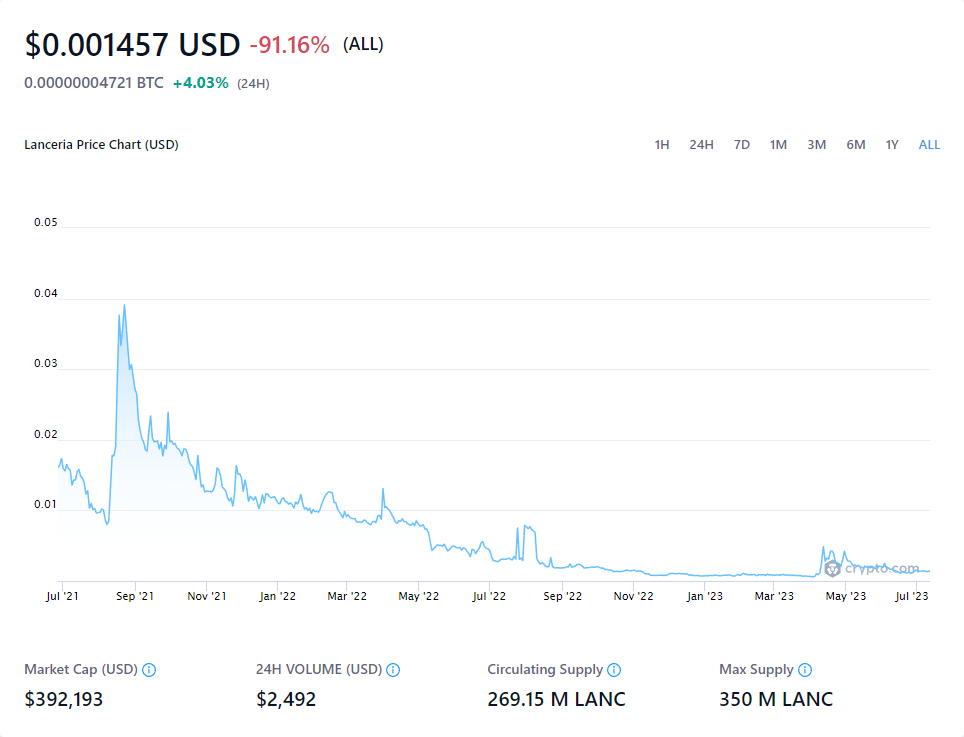 $0.001457 USD -91.16% (ALL)
0.00000004721 BTC +4.03% (24H)
Lanceria Price Chart (USD) 1H 24H 7D 1M 3M 6M 1Y ALL
0.05
0.04
0.03
0.02
0.01
crypto.com
Jul '21 Sep '21 Nov '21 Jan '22 Mar '22 May '22 Jul '22 Sep '22 Nov '22 Jan '23 Mar '23 May '23 Jul '23
Market Cap (USD) 24H VOLUME (USD) Circulating Supply Max Supply
$392,193 $2,492 269.15 M LANC 350 M LANC